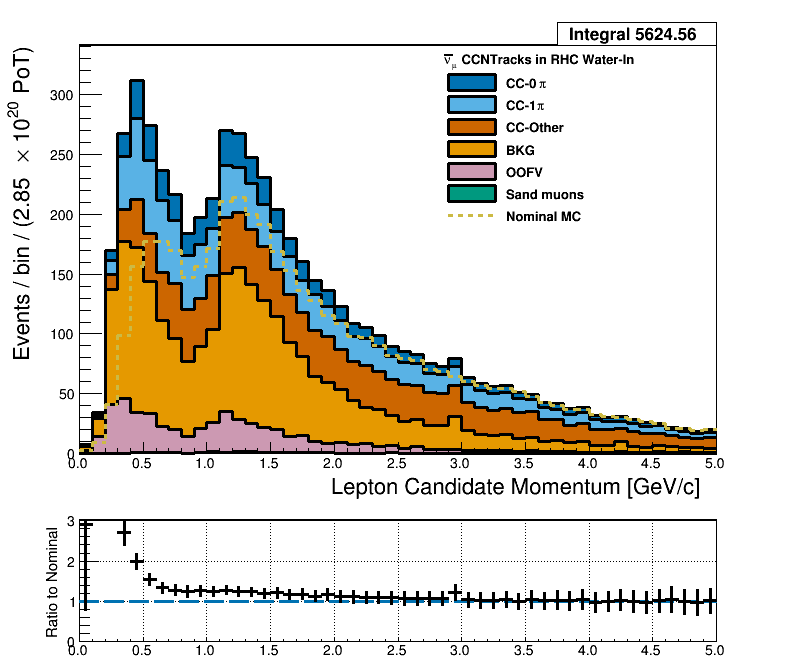 Integral 5624.56
ν̅μ CCNTracks in RHC Water-In
CC-0 π
CC-1π
CC-Other
BKG
OOFV
Sand muons
Nominal MC
Events / bin / (2.85 × 10²⁰ PoT)
300
250
200
150
100
50
0
0.0 0.5 1.0 1.5 2.0 2.5 3.0 3.5 4.0 4.5 5.0
Lepton Candidate Momentum [GeV/c]
Ratio to Nominal
3
2
1
0
0.0 0.5 1.0 1.5 2.0 2.5 3.0 3.5 4.0 4.5 5.0